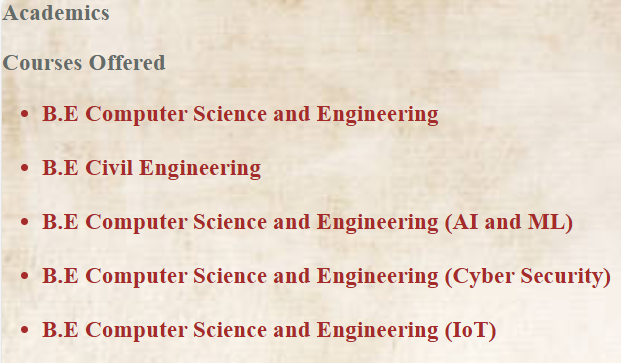 Academics
Courses Offered
• B.E Computer Science and Engineering
• B.E Civil Engineering
• B.E Computer Science and Engineering (AI and ML)
• B.E Computer Science and Engineering (Cyber Security)
• B.E Computer Science and Engineering (IoT)